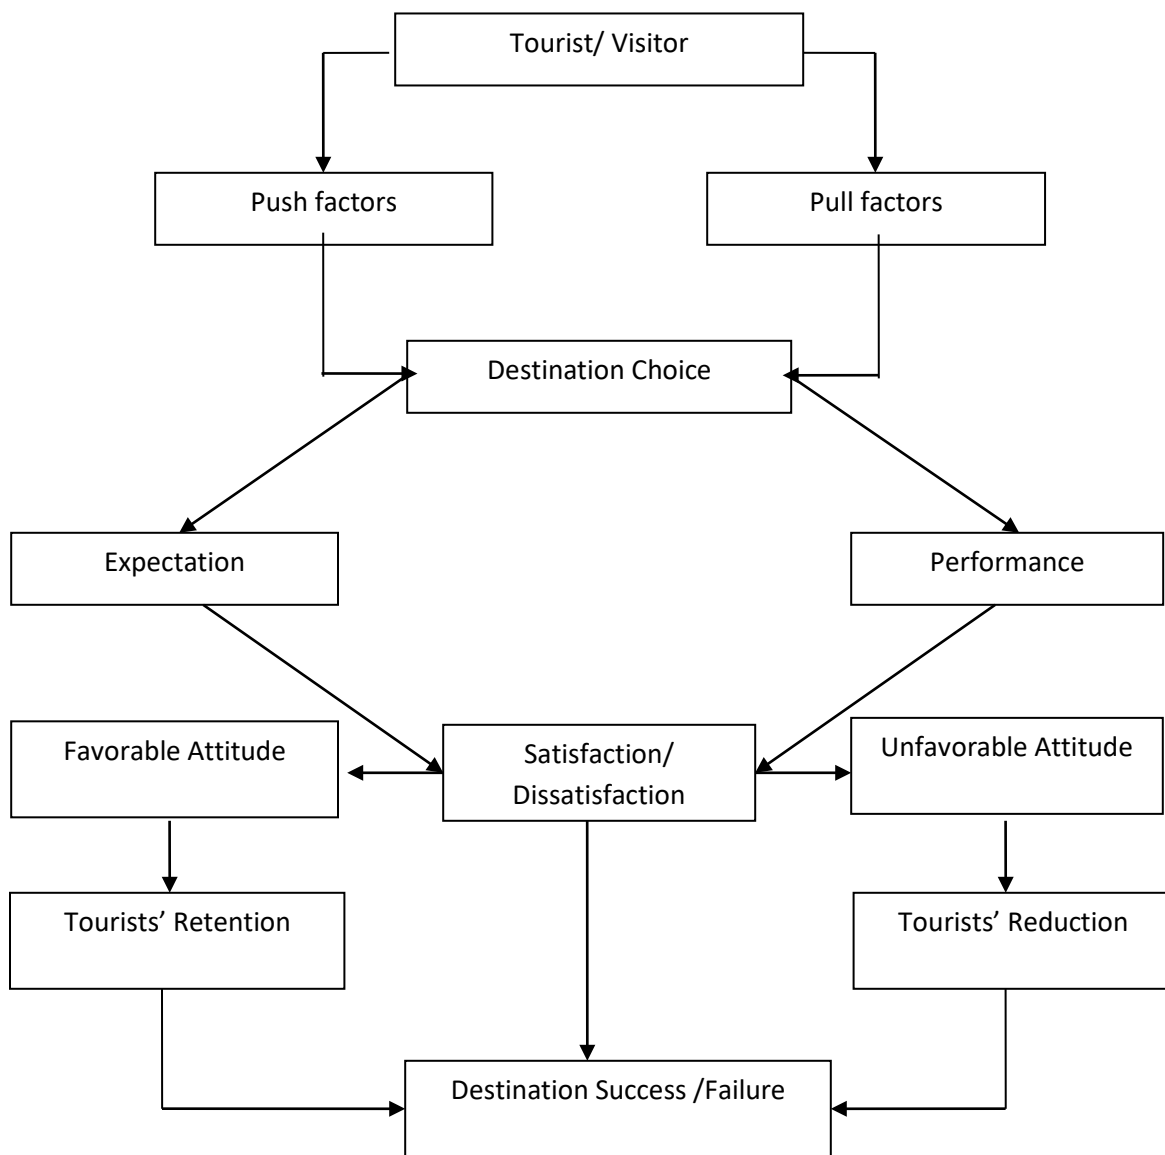 Tourist/ Visitor
Push factors
Pull factors
Destination Choice
Expectation
Performance
Favorable Attitude
Satisfaction/
Dissatisfaction
Unfavorable Attitude
Tourists’ Retention
Tourists’ Reduction
Destination Success /Failure